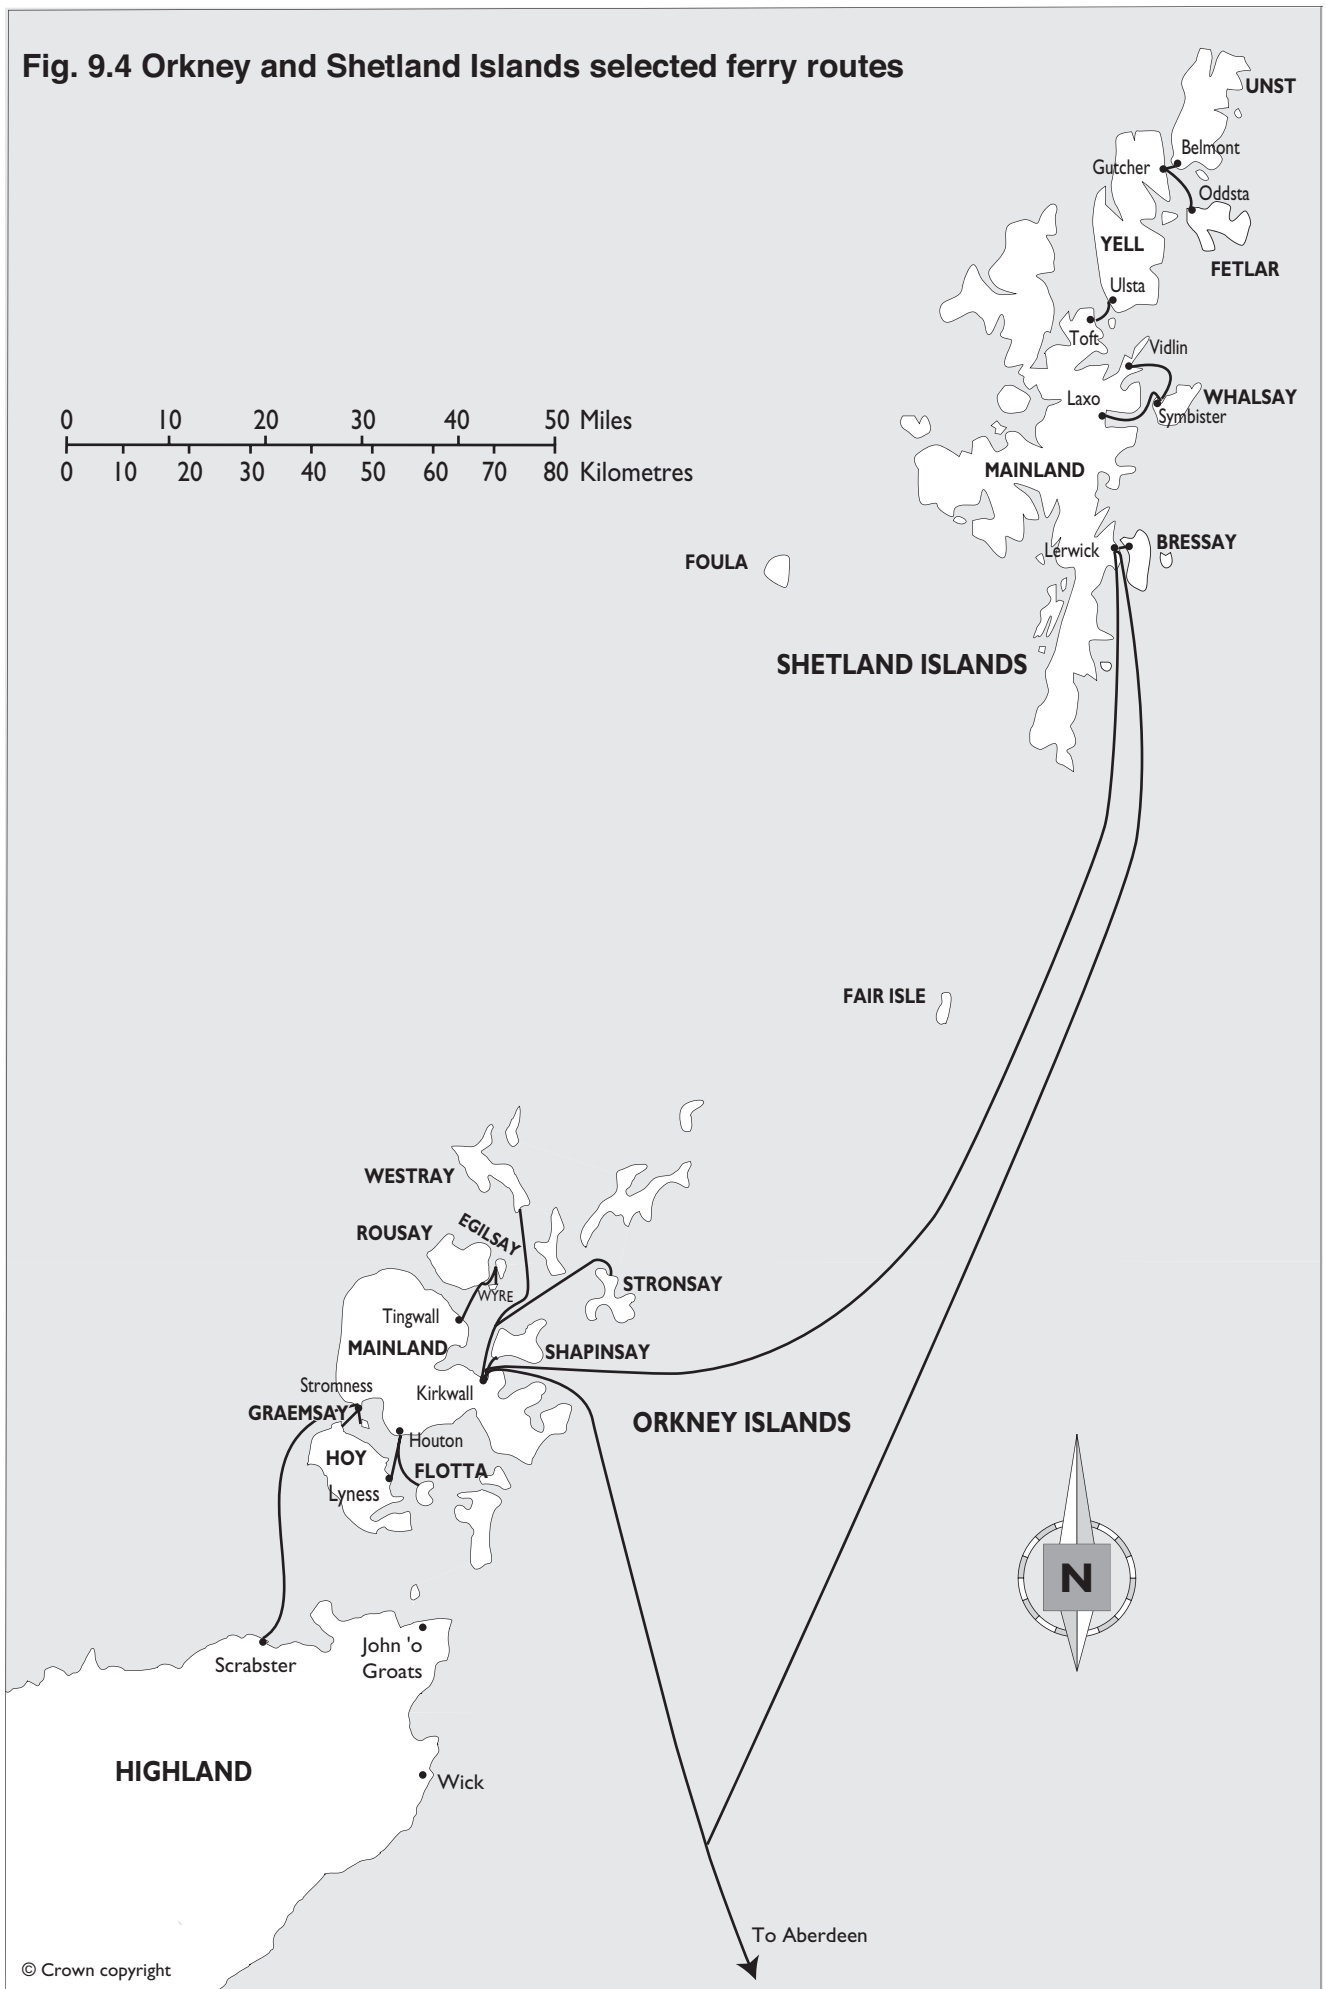 Fig. 9.4 Orkney and Shetland Islands selected ferry routes
UNST
Belmont
Gutcher
Oddsta
YELL
FETLAR
Ulsta
Toft
Vidlin
Laxo
WHALSAY
Symbister
0 10 20 30 40 50 Miles
0 10 20 30 40 50 60 70 80 Kilometres
MAINLAND
Lerwick
BRESSAY
FOULA
SHETLAND ISLANDS
FAIR ISLE
WESTRAY
ROUSAY
EGILSAY
WYRE
STRONSAY
Tingwall
MAINLAND
SHAPINSAY
Stromness
Kirkwall
GRAEMSAY
ORKNEY ISLANDS
Houton
HOY
FLOTTA
Lyness
N
John 'o
Groats
Scrabster
HIGHLAND
Wick
To Aberdeen
© Crown copyright